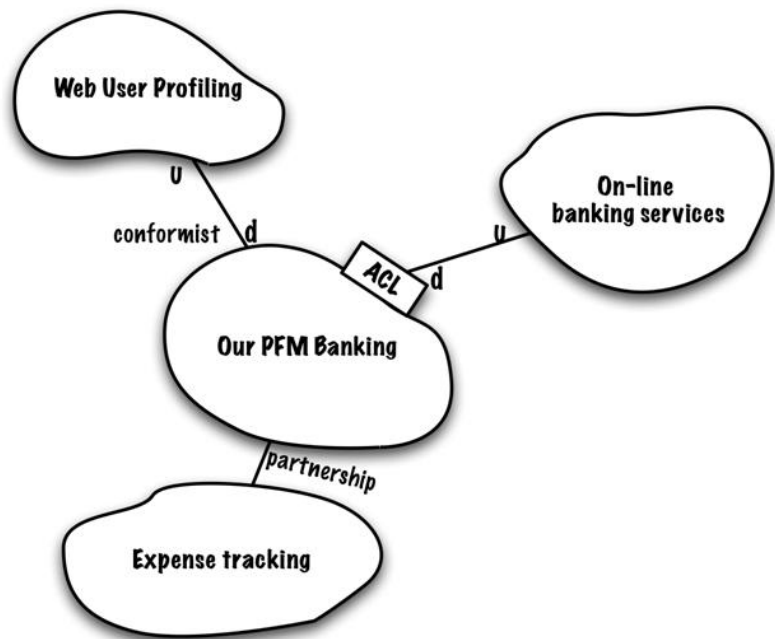 Web User Profiling
U
conformist d
On-line
banking services
U
d
ACL
Our PFM Banking
partnership
Expense tracking